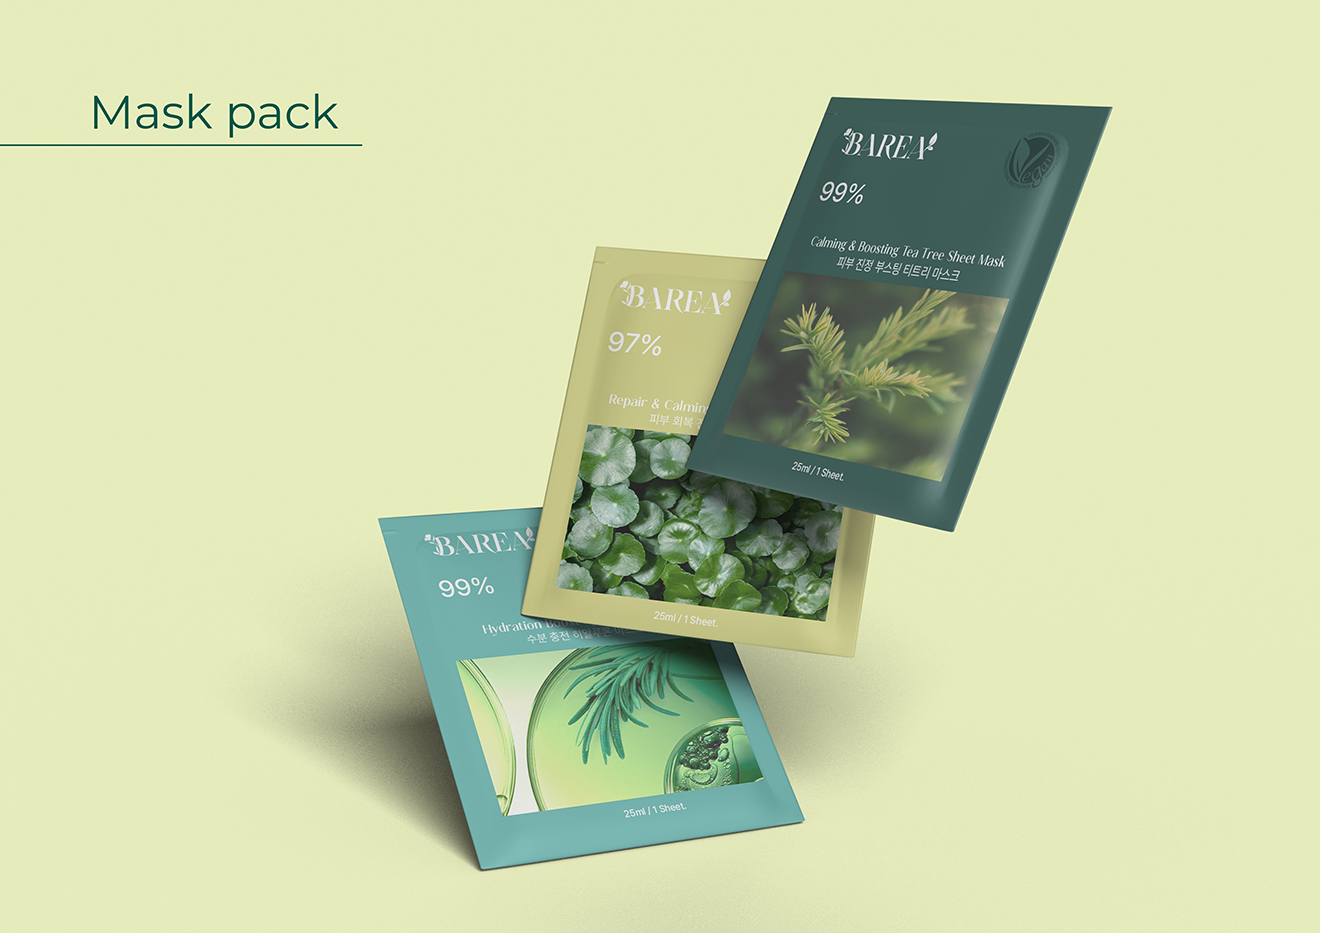 Mask pack
BAREA
99%
Vegan
Calming & Boosting Tea Tree Sheet Mask
피부 진정 부스팅 티트리 마스크
25ml / 1 Sheet.
BAREA
97%
Repair & Calming
피부 회복
25ml / 1 Sheet.
BAREA
99%
Hydration
수분 충전
25ml / 1 Sheet.